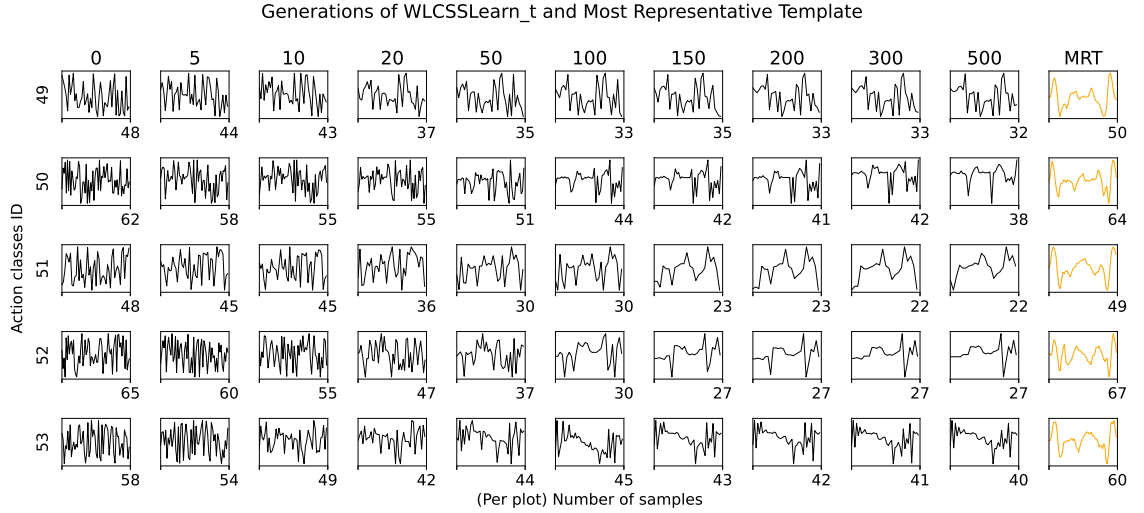 Generations of WLCSSLearn_t and Most Representative Template
0 5 10 20 50 100 150 200 300 500 MRT
Action classes ID
49
48 44 43 37 35 33 35 33 33 32 50
50
62 58 55 55 51 44 42 41 42 38 64
51
48 45 45 36 30 30 23 23 22 22 49
52
65 60 55 47 37 30 27 27 27 27 67
53
58 54 49 42 44 45 43 42 41 40 60
(Per plot) Number of samples